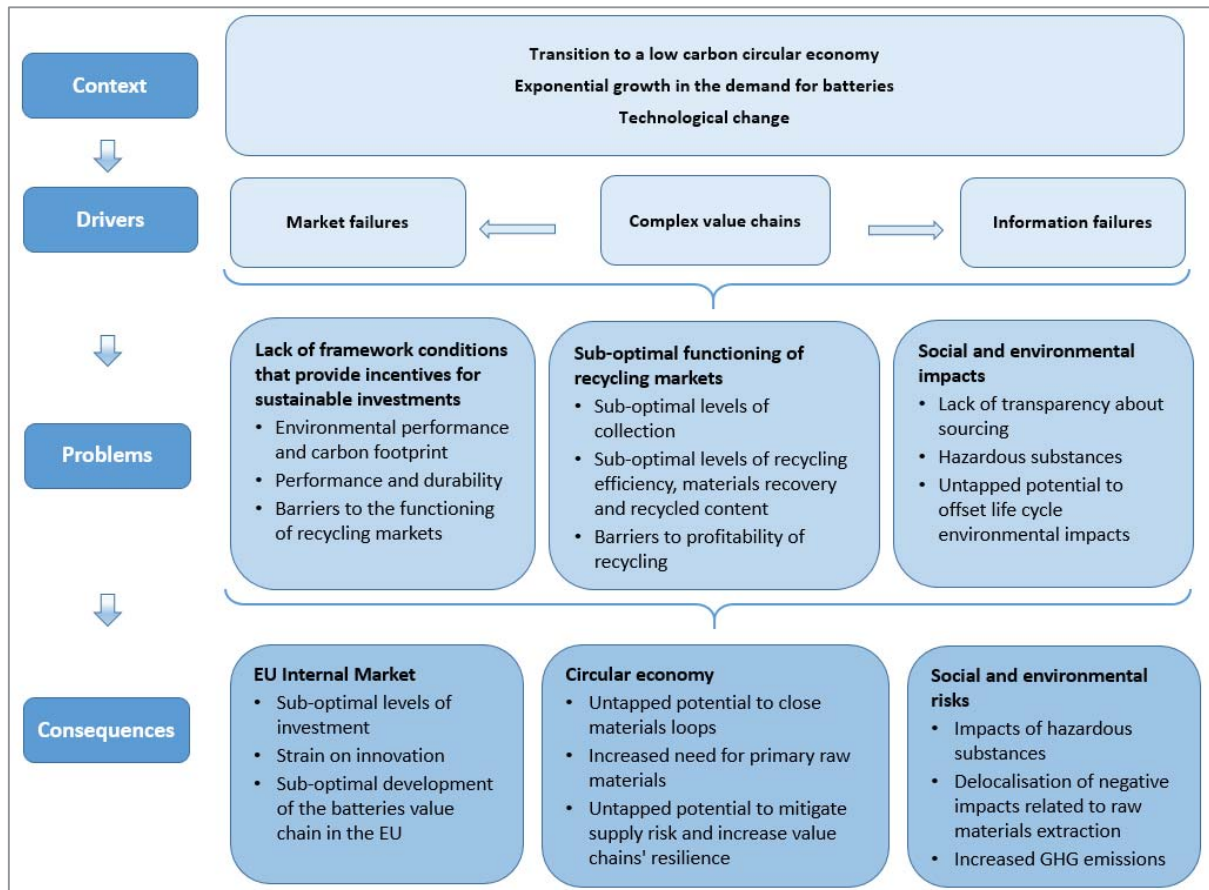 Context
Transition to a low carbon circular economy
Exponential growth in the demand for batteries
Technological change
Drivers
Market failures
Complex value chains
Information failures
Problems
Lack of framework conditions
that provide incentives for
sustainable investments
• Environmental performance
and carbon footprint
• Performance and durability
• Barriers to the functioning
of recycling markets
Sub-optimal functioning of
recycling markets
• Sub-optimal levels of
collection
• Sub-optimal levels of recycling
efficiency, materials recovery
and recycled content
• Barriers to profitability of
recycling
Social and environmental
impacts
• Lack of transparency about
sourcing
• Hazardous substances
• Untapped potential to
offset life cycle
environmental impacts
Consequences
EU Internal Market
• Sub-optimal levels of
investment
• Strain on innovation
• Sub-optimal development
of the batteries value
chain in the EU
Circular economy
• Untapped potential to close
materials loops
• Increased need for primary raw
materials
• Untapped potential to mitigate
supply risk and increase value
chains' resilience
Social and environmental
risks
• Impacts of hazardous
substances
• Delocalisation of negative
impacts related to raw
materials extraction
• Increased GHG emissions